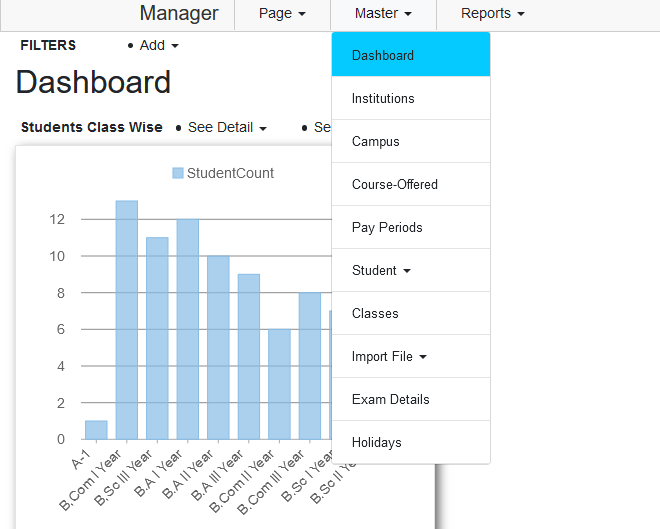 Manager Page Master Reports
FILTERS • Add
Dashboard
Students Class Wise • See Detail • Se
StudentCount
12
10
8
6
4
2
0
A-1
B.Com I Year
B.Sc III Year
B.A I Year
B.A II Year
B.A III Year
B.Com II Year
B.Com III Year
B.Sc I Year
B.Sc II Year
Dashboard
Institutions
Campus
Course-Offered
Pay Periods
Student
Classes
Import File
Exam Details
Holidays